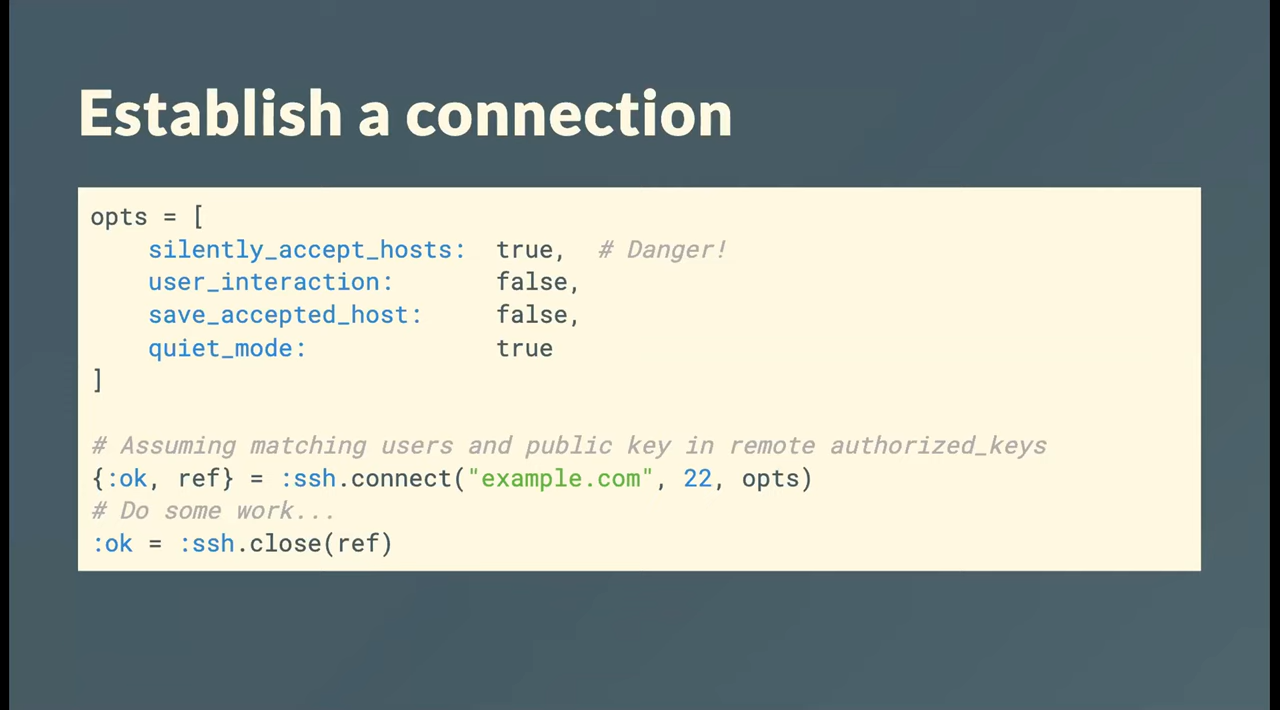 Establish a connection
opts = [
    silently_accept_hosts:  true,  # Danger!
    user_interaction:       false,
    save_accepted_host:     false,
    quiet_mode:             true
]

# Assuming matching users and public key in remote authorized_keys
{:ok, ref} = :ssh.connect("example.com", 22, opts)
# Do some work...
:ok = :ssh.close(ref)